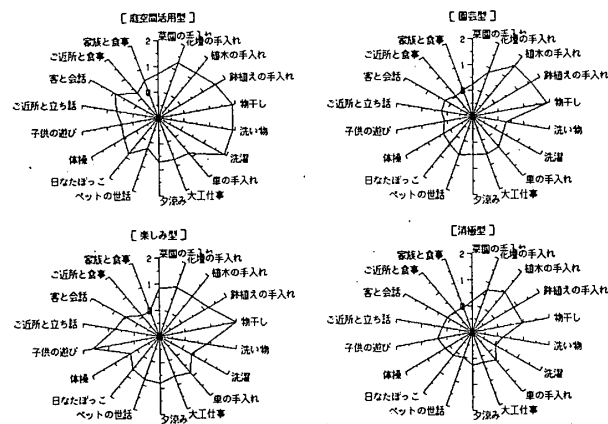 [庭空間活用型]
菜園の手入れ
花壇の手入れ
植木の手入れ
鉢植えの手入れ
物干し
洗い物
洗濯
車の手入れ
大工仕事
夕涼み
ペットの世話
日なたぼっこ
体操
子供の遊び
ご近所と立ち話
客と会話
ご近所と食事
家族と食事
2
1
0
[園芸型]
菜園の手入れ
花壇の手入れ
植木の手入れ
鉢植えの手入れ
物干し
洗い物
洗濯
車の手入れ
大工仕事
夕涼み
ペットの世話
日なたぼっこ
体操
子供の遊び
ご近所と立ち話
客と会話
ご近所と食事
家族と食事
2
1
[楽しみ型]
菜園の手入れ
花壇の手入れ
植木の手入れ
鉢植えの手入れ
物干し
洗い物
洗濯
車の手入れ
大工仕事
夕涼み
ペットの世話
日なたぼっこ
体操
子供の遊び
ご近所と立ち話
客と会話
ご近所と食事
家族と食事
2
1
[消極型]
菜園の手入れ
花壇の手入れ
植木の手入れ
鉢植えの手入れ
物干し
洗い物
洗濯
車の手入れ
大工仕事
夕涼み
ペットの世話
日なたぼっこ
体操
子供の遊び
ご近所と立ち話
客と会話
ご近所と食事
家族と食事
2
1